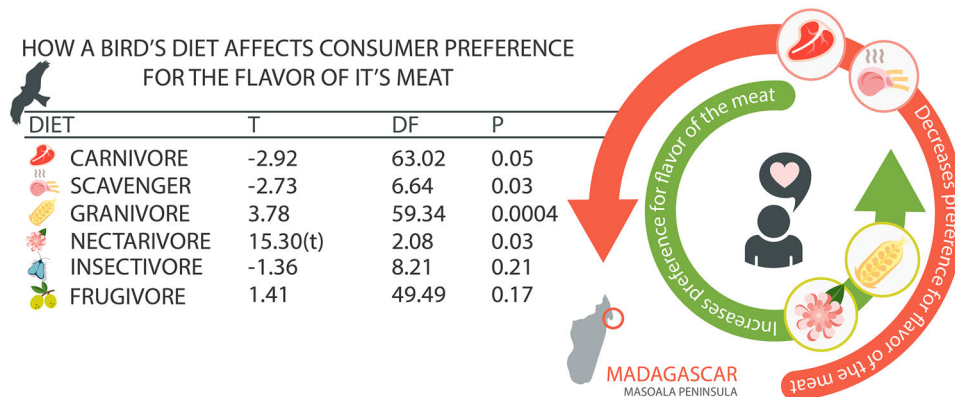 HOW A BIRD'S DIET AFFECTS CONSUMER PREFERENCE
FOR THE FLAVOR OF IT'S MEAT
DIET T DF P
CARNIVORE -2.92 63.02 0.05
SCAVENGER -2.73 6.64 0.03
GRANIVORE 3.78 59.34 0.0004
NECTARIVORE 15.30(t) 2.08 0.03
INSECTIVORE -1.36 8.21 0.21
FRUGIVORE 1.41 49.49 0.17
Increases preference for flavor of the meat
Decreases preference for flavor of the meat
MADAGASCAR
MASOALA PENINSULA